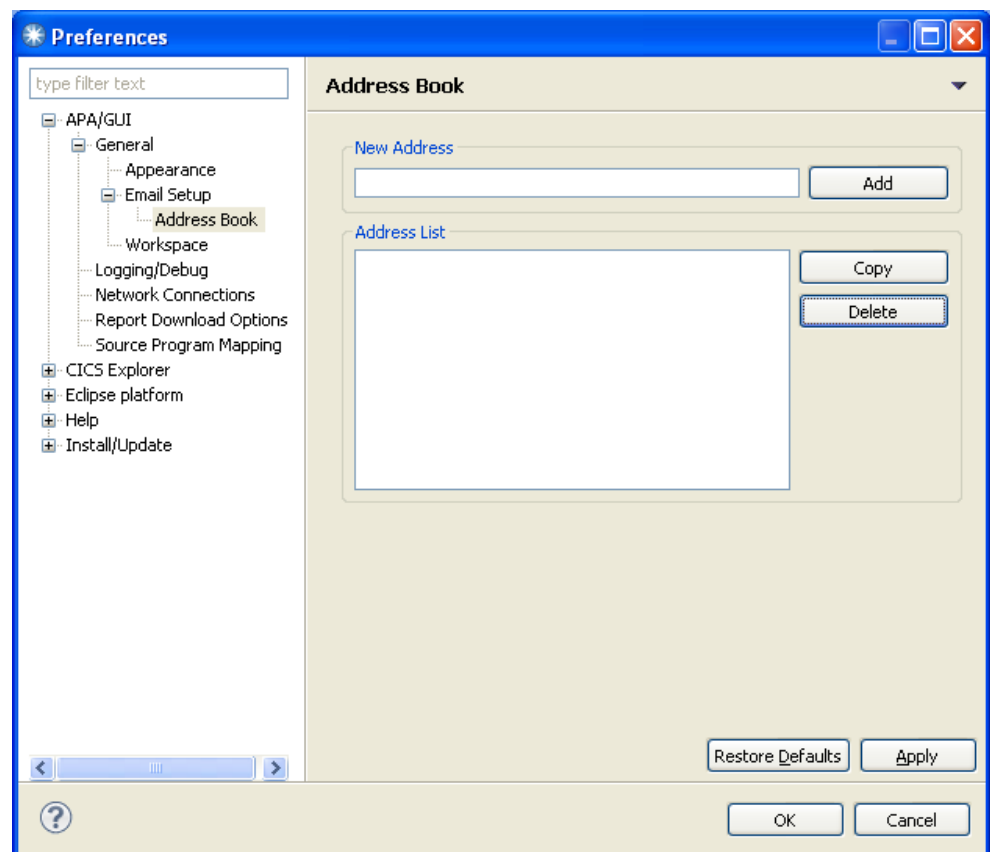 Preferences
type filter text
APA/GUI
General
Appearance
Email Setup
Address Book
Workspace
Logging/Debug
Network Connections
Report Download Options
Source Program Mapping
CICS Explorer
Eclipse platform
Help
Install/Update
Address Book
New Address
Add
Address List
Copy
Delete
Restore Defaults
Apply
?
OK
Cancel